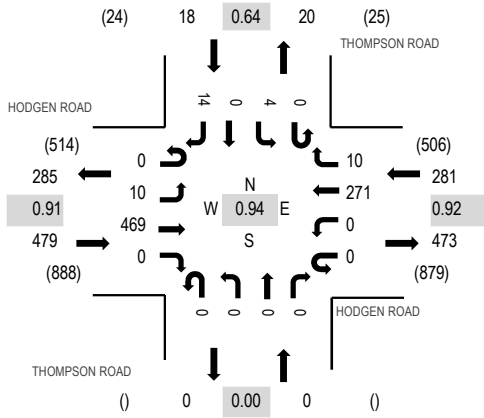 (24) 18 0.64 20 (25)
THOMPSON ROAD
HODGEN ROAD
14 0 4 0
(514) (506)
0 10
285 281
10 N 271
0.91 W 0.94 E 0.92
469 S 0
479 473
0 0
(888) (879)
0 0 0 0
HODGEN ROAD
THOMPSON ROAD
() 0 0.00 0 ()